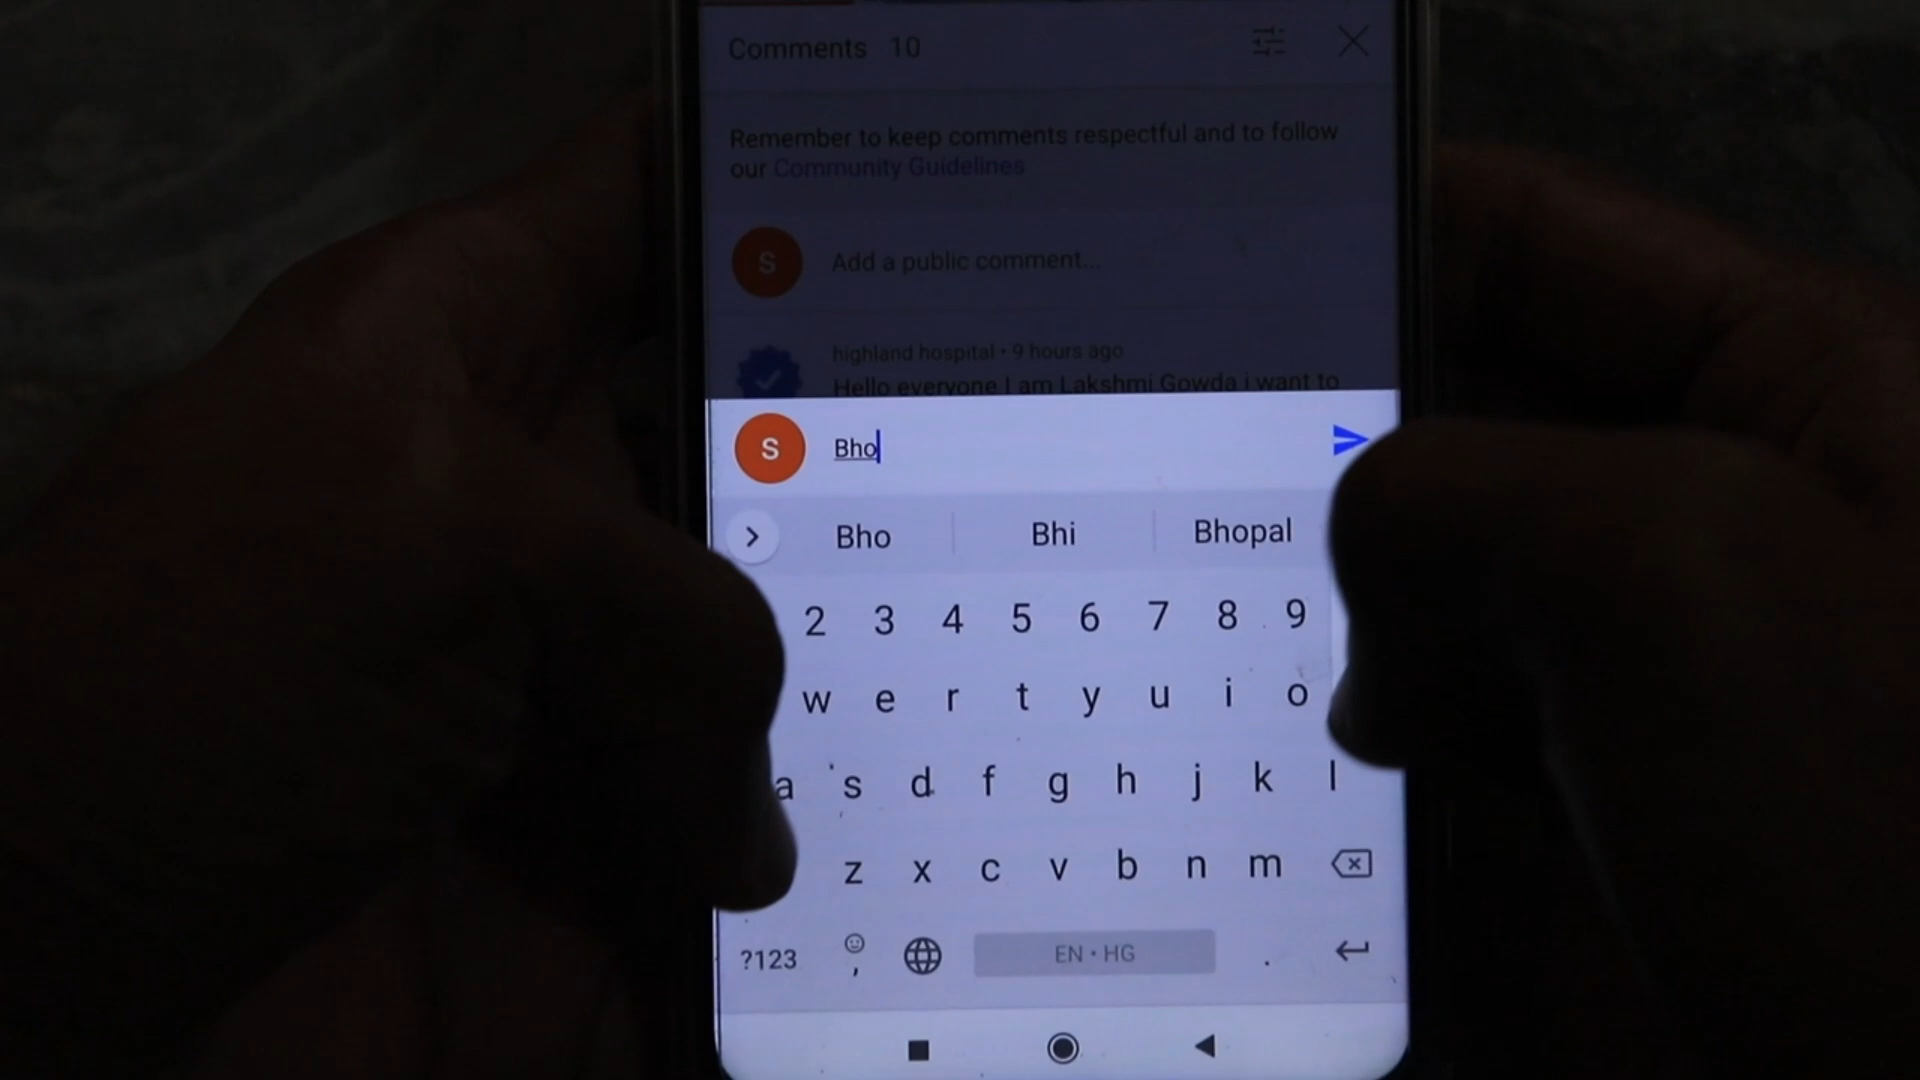 Comments 10
Remember to keep comments respectful and to follow
our Community Guidelines
S Add a public comment...
highland hospital • 9 hours ago
Hello everyone I am Lakshmi Gowda i want to
S Bho
Bho Bhi Bhopal
2 3 4 5 6 7 8 9
w e r t y u i o
a s d f g h j k l
z x c v b n m
?123 , EN • HG .